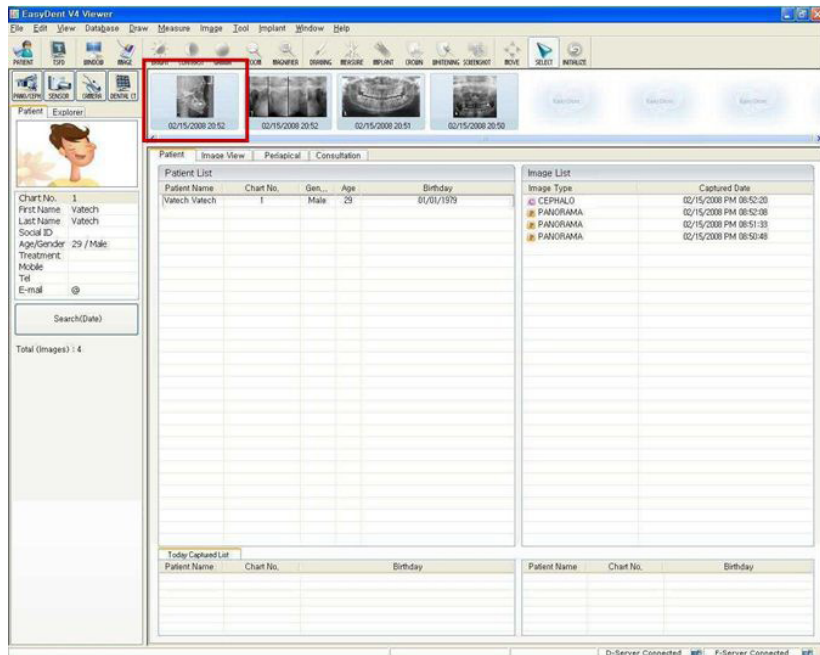 EasyDent V4 Viewer
File Edit View Database Draw Measure Image Tool Implant Window Help
PATIENT TSPD WINDOW IMAGE ZOOM MAGNIFIER DRAWING MEASURE IMPLANT CROWN WHITENING SCREENSHOT MOVE SELECT INITIALIZE
PANO/CEPH SENSOR CAMERA DENTAL CT
Patient Explorer
02/15/2008 20:52 02/15/2008 20:52 02/15/2008 20:51 02/15/2008 20:50
Patient Image View Periapical Consultation
Patient List
Patient Name Chart No. Gen... Age Birthday
Vatech Vatech 1 Male 29 01/01/1979
Image List
Image Type Captured Date
CEPHALO 02/15/2008 PM 08:52:20
PANORAMA 02/15/2008 PM 08:52:08
PANORAMA 02/15/2008 PM 08:51:33
PANORAMA 02/15/2008 PM 08:50:48
Chart No. 1
First Name Vatech
Last Name Vatech
Social ID
Age/Gender 29 / Male
Treatment
Mobile
Tel
E-mail @
Search(Date)
Total (Images) : 4
Today Captured List
Patient Name Chart No. Birthday
Patient Name Chart No. Birthday
D-Server Connected F-Server Connected